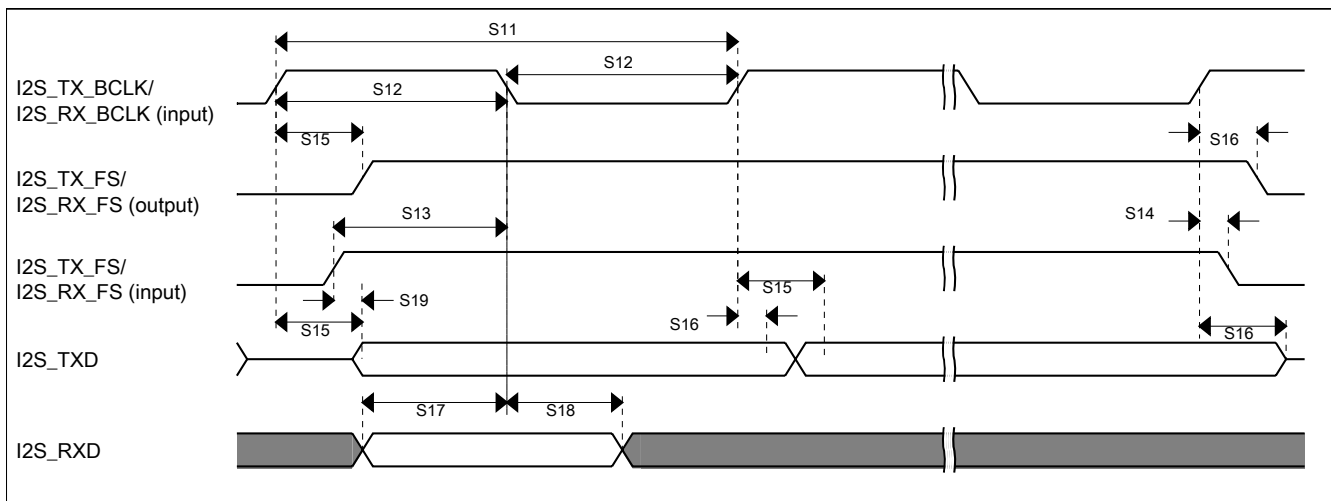 S11
S12
I2S_TX_BCLK/
I2S_RX_BCLK (input)
S12
S15
S16
I2S_TX_FS/
I2S_RX_FS (output)
S13
S14
I2S_TX_FS/
I2S_RX_FS (input)
S15
S19
S15
S16
S16
I2S_TXD
S17
S18
I2S_RXD